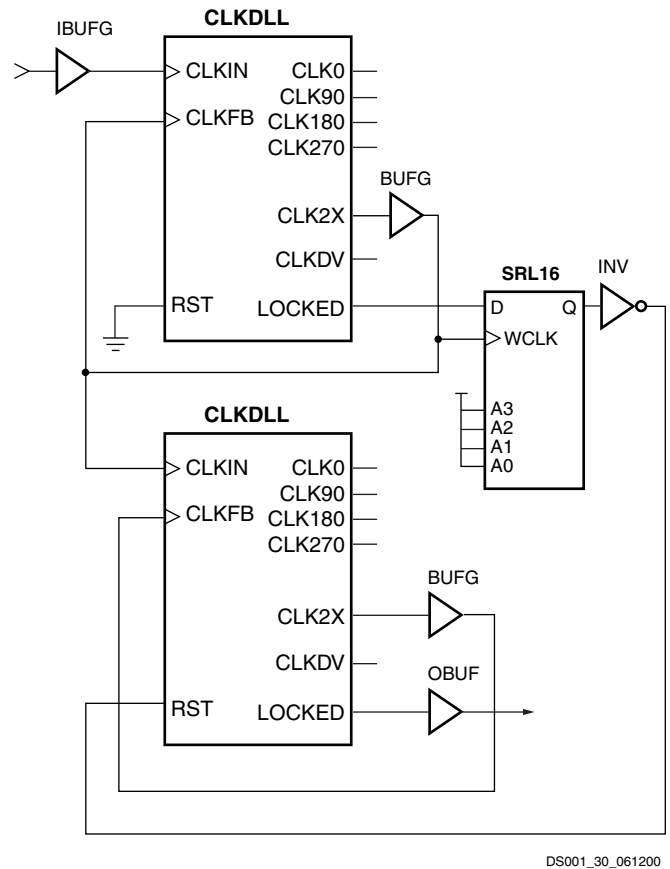 CLKDLL
IBUFG
CLKIN
CLKFB
RST
CLK0
CLK90
CLK180
CLK270
CLK2X
CLKDV
LOCKED
BUFG
SRL16
D
Q
WCLK
A3
A2
A1
A0
INV
CLKDLL
CLKIN
CLKFB
RST
CLK0
CLK90
CLK180
CLK270
CLK2X
CLKDV
LOCKED
BUFG
OBUF
DS001_30_061200